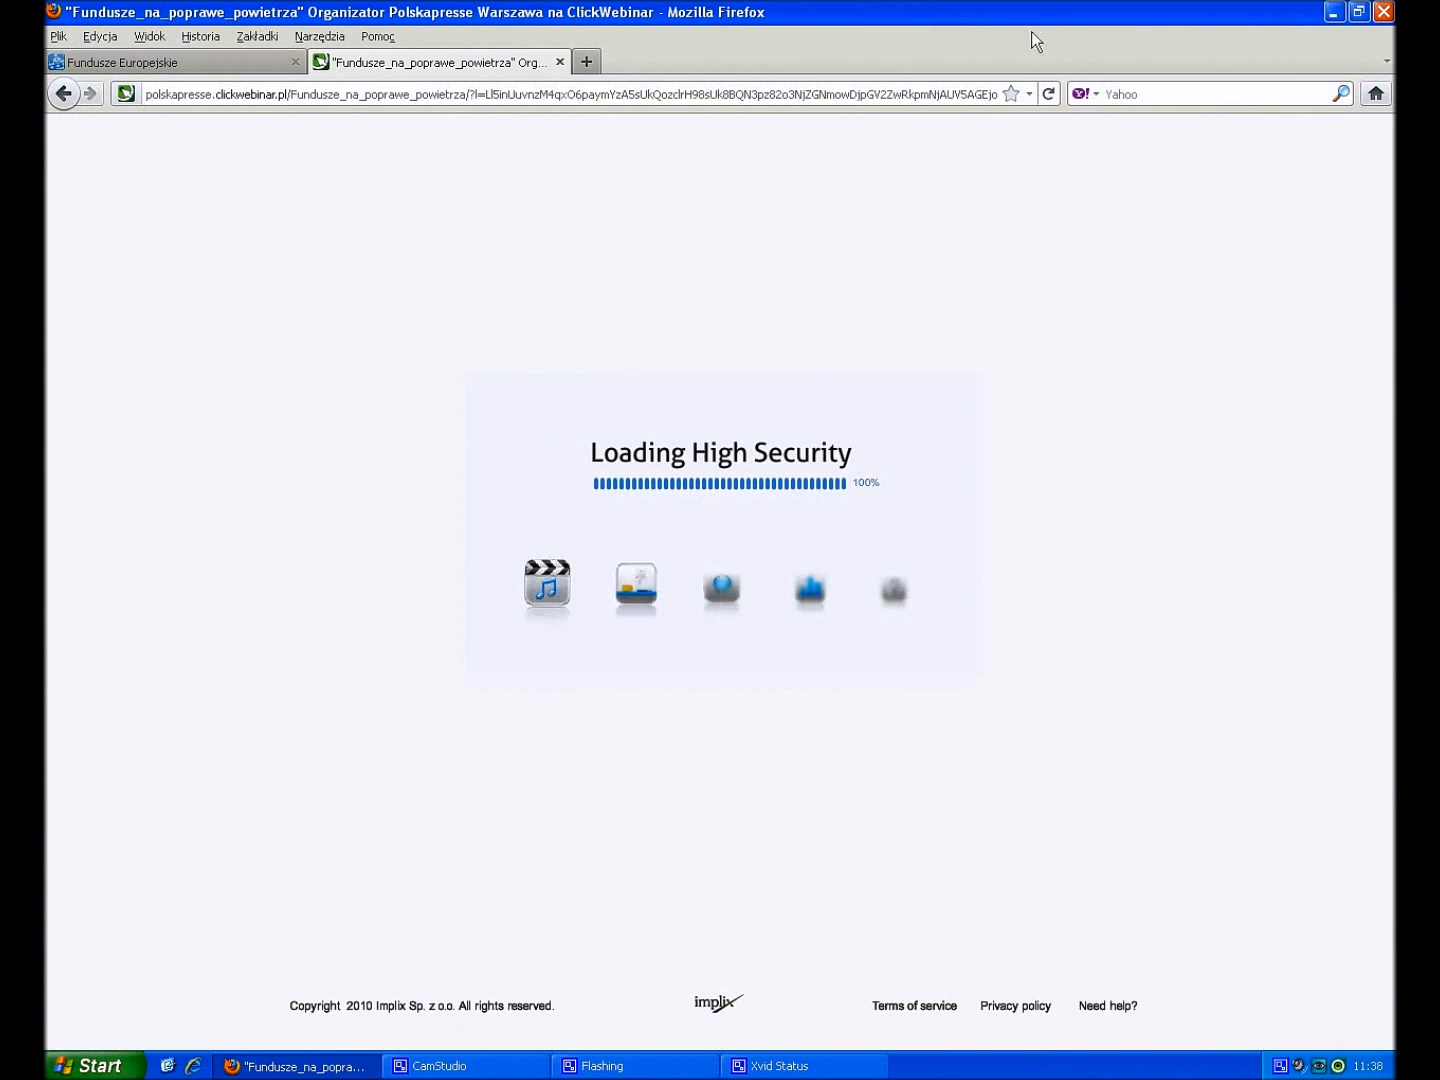 "Fundusze_na_poprawe_powietrza" Organizator Polskapresse Warszawa na ClickWebinar - Mozilla Firefox
Plik Edycja Widok Historia Zakładki Narzędzia Pomoc
Fundusze Europejskie "Fundusze_na_poprawe_powietrza" Org...
Yahoo
Loading High Security
100%
Copyright 2010 Implix Sp. z o.o. All rights reserved. implix Terms of service Privacy policy Need help?
Start "Fundusze_na_popra... CamStudio Flashing Xvid Status 11:38